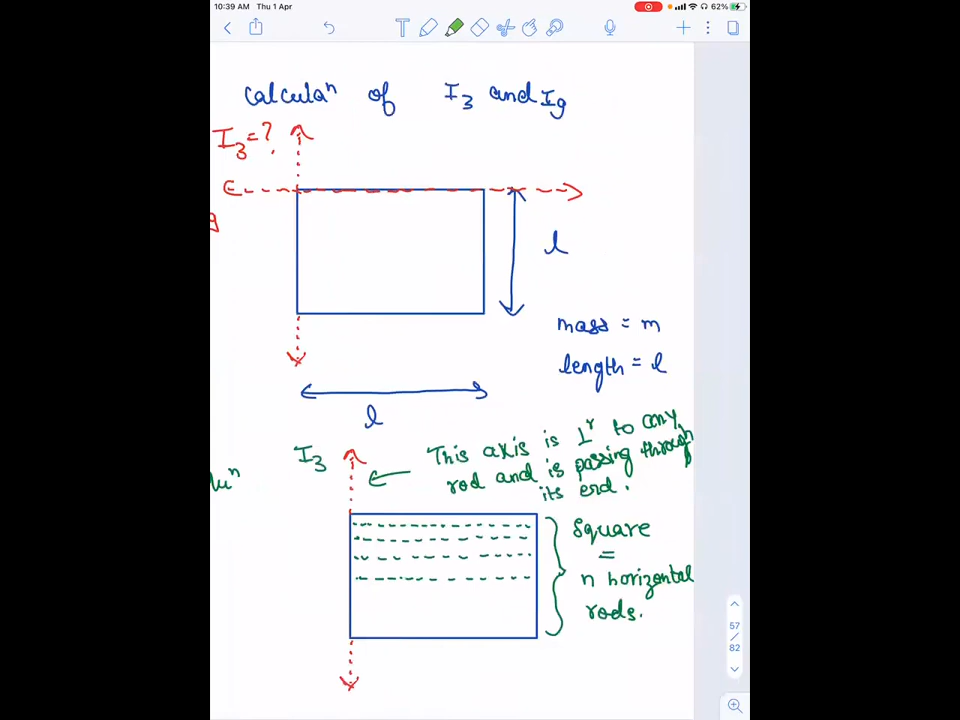 10:39 AM Thu 1 Apr
62%
calculaⁿ of I₃ and Ig
I₃=?
l
mass = m
length = l
l
I₃
This axis is ⊥ʳ to any
rod and is passing through
its end.
Square
=
n horizontal
rods.
57
/
82